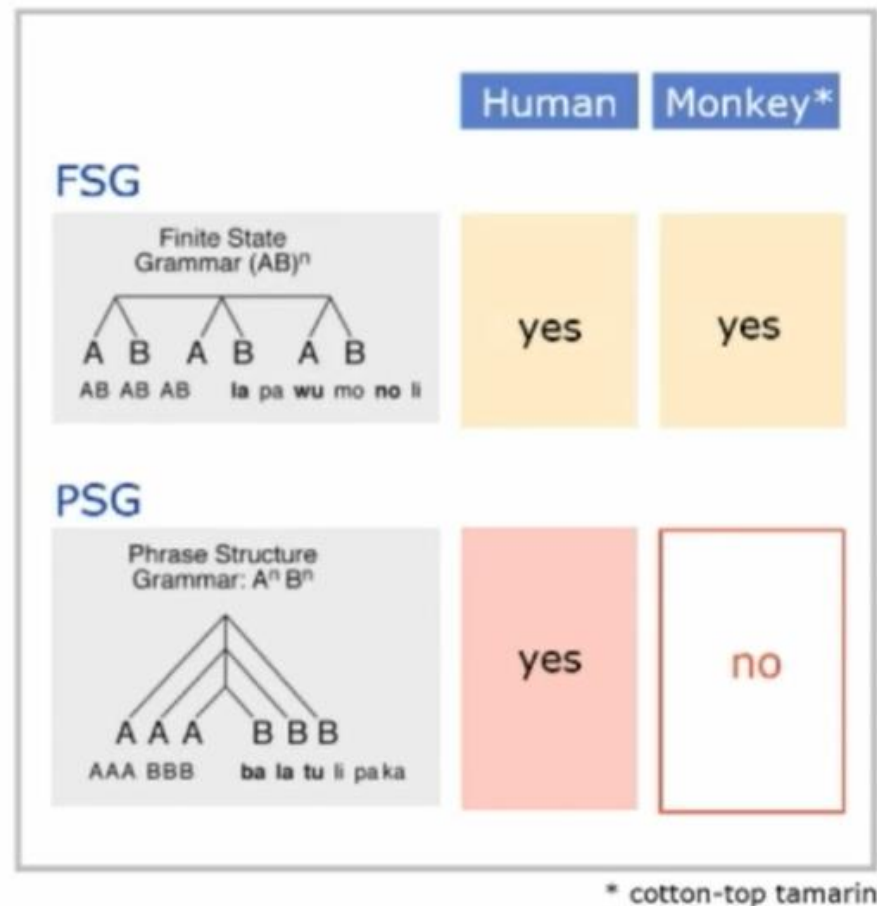 Human Monkey*
FSG
Finite State
Grammar (AB)ⁿ
A B A B A B
AB AB AB la pa wu mo no li
yes yes
PSG
Phrase Structure
Grammar: Aⁿ Bⁿ
A A A B B B
AAA BBB ba la tu li pa ka
yes no
* cotton-top tamarin